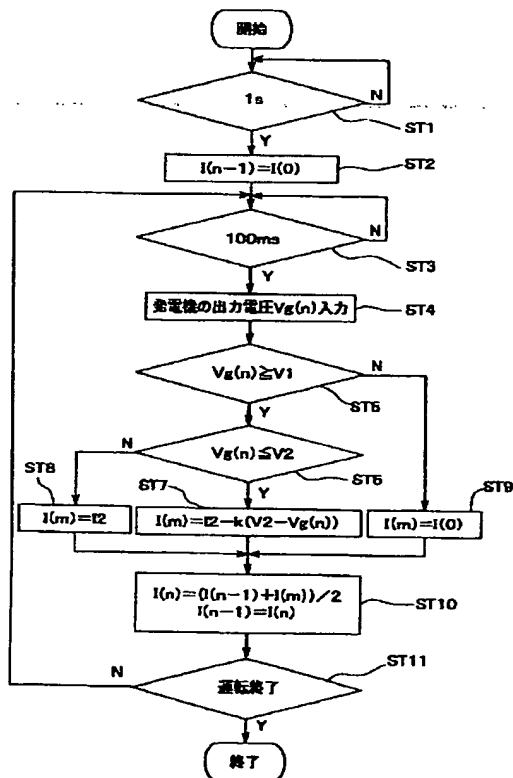 開始
1s
N
ST1
Y
I(n-1)=I(0)
ST2
N
100ms
ST3
Y
発電機の出力電圧Vg(n)入力
ST4
Vg(n)≧V1
N
ST5
Y
N
Vg(n)≦V2
ST6
ST8
ST7
Y
ST9
I(m)=I2
I(m)=I2-k(V2-Vg(n))
I(m)=I(0)
I(n)=(I(n-1)+I(m))/2
I(n-1)=I(n)
ST10
N
運転終了
ST11
Y
終了